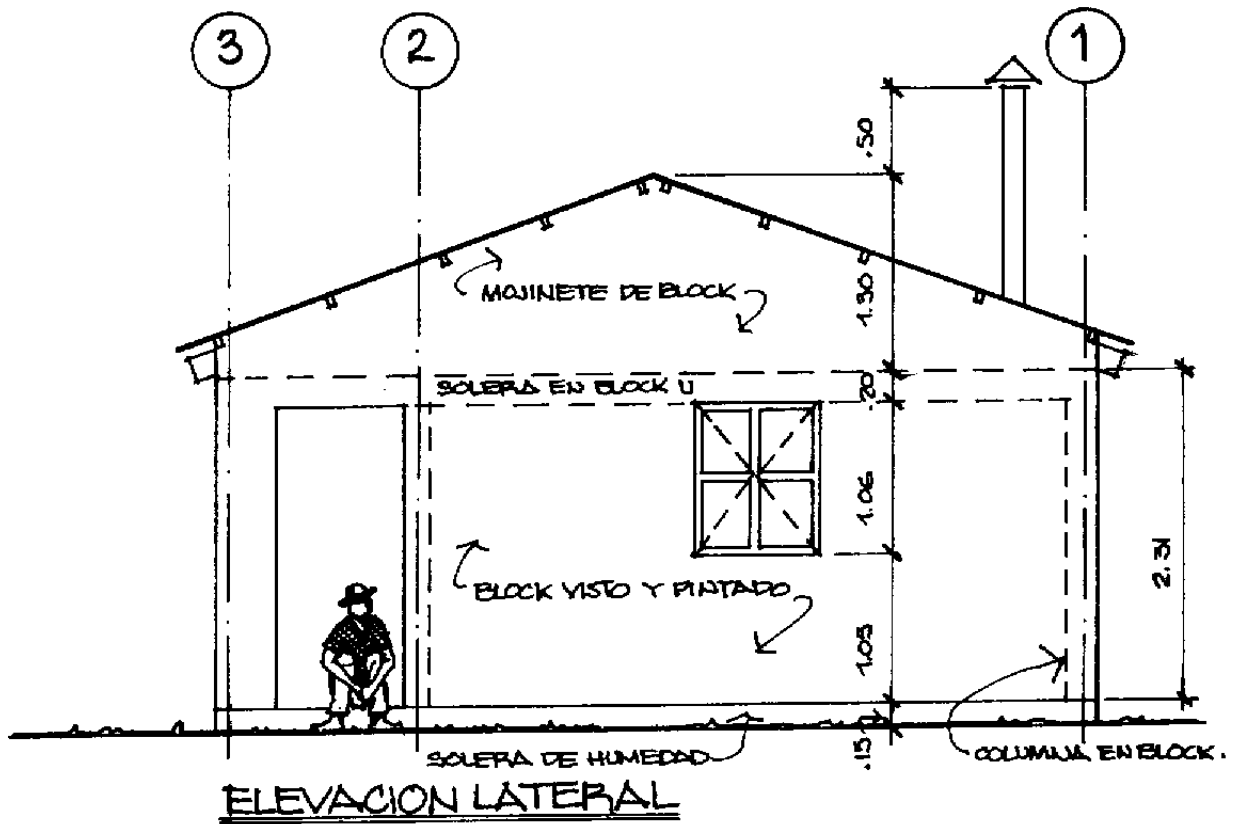 3
2
1
.50
MOJINETE DE BLOCK
1.30
SOLERA EN BLOCK U
.20
1.06
BLOCK VISTO Y PINTADO
2.31
1.05
.15
SOLERA DE HUMEDAD
COLUMNA EN BLOCK.
ELEVACION LATERAL